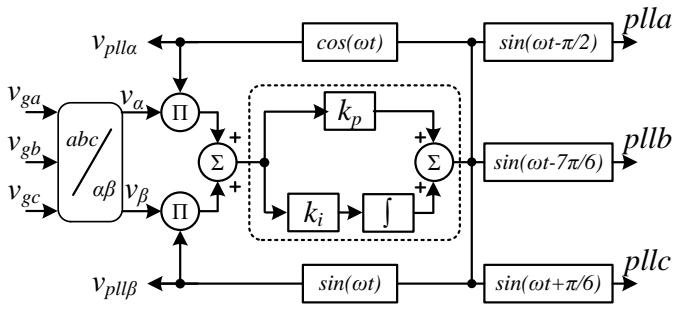 v_pllα cos(ωt) sin(ωt-π/2) plla
v_ga v_α Π + k_p +
v_gb abc αβ Σ Σ sin(ωt-7π/6) pllb
v_gc v_β Π + k_i ∫ +
v_pllβ sin(ωt) sin(ωt+π/6) pllc